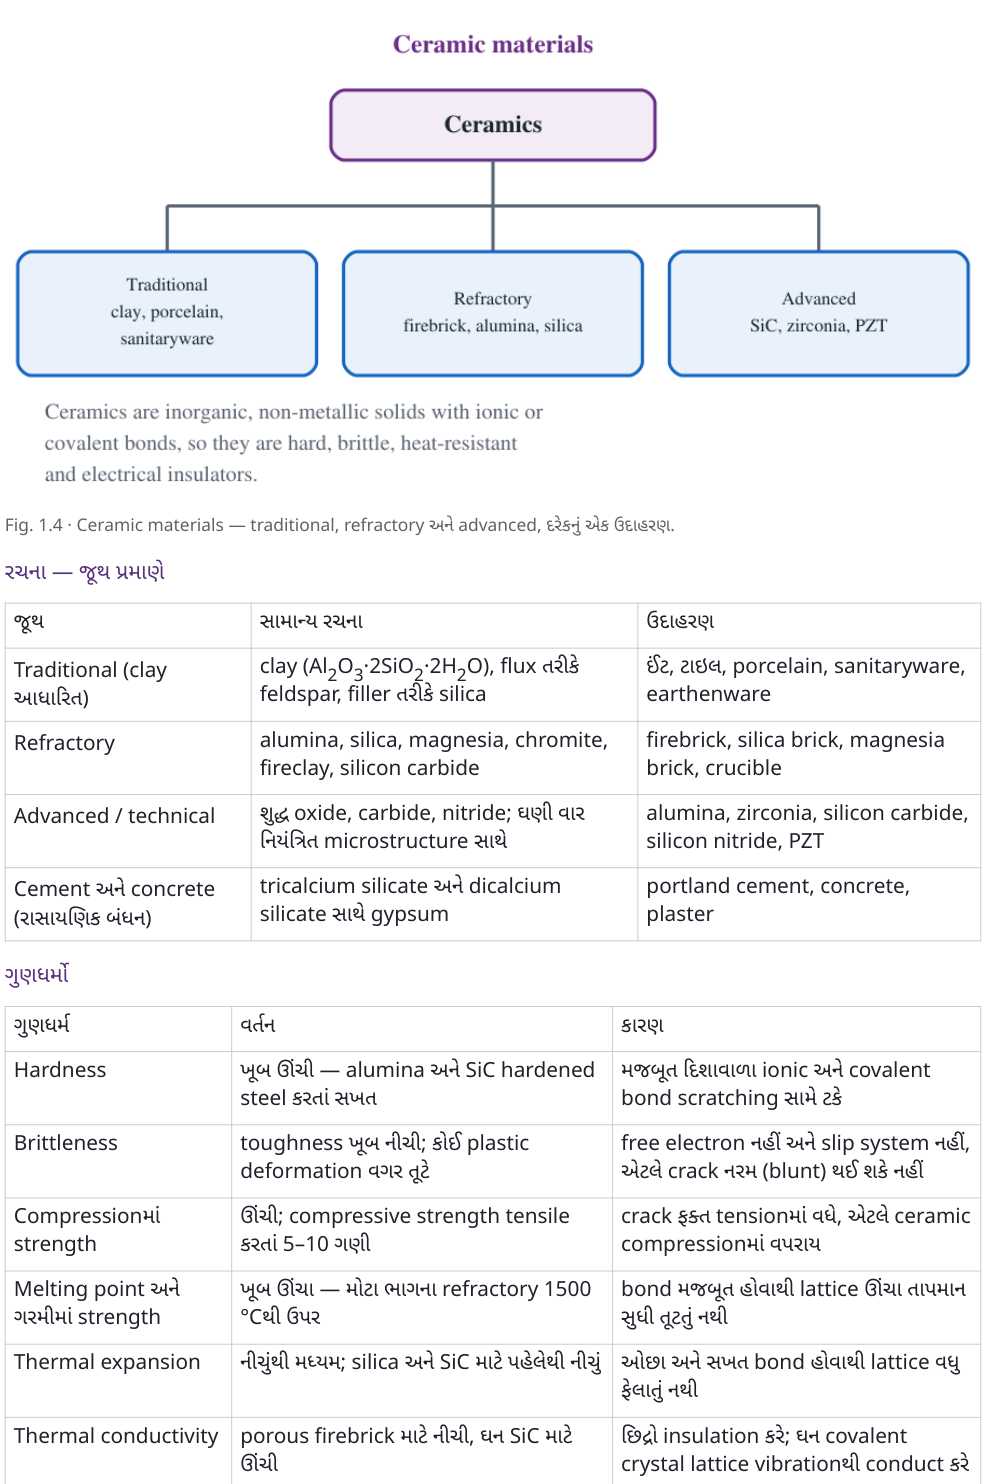 Ceramic materials
Ceramics
Traditional
clay, porcelain,
sanitaryware
Refractory
firebrick, alumina, silica
Advanced
SiC, zirconia, PZT
Ceramics are inorganic, non-metallic solids with ionic or
covalent bonds, so they are hard, brittle, heat-resistant
and electrical insulators.
Fig. 1.4 · Ceramic materials — traditional, refractory અને advanced, દરેકનું એક ઉદાહરણ.
રચના — જૂથ પ્રમાણે
જૂથ
સામાન્ય રચના
ઉદાહરણ
Traditional (clay
આધારિત)
clay (Al₂O₃·2SiO₂·2H₂O), flux તરીકે
feldspar, filler તરીકે silica
ઈંટ, ટાઇલ, porcelain, sanitaryware,
earthenware
Refractory
alumina, silica, magnesia, chromite,
fireclay, silicon carbide
firebrick, silica brick, magnesia
brick, crucible
Advanced / technical
શુદ્ધ oxide, carbide, nitride; ઘણી વાર
નિયંત્રિત microstructure સાથે
alumina, zirconia, silicon carbide,
silicon nitride, PZT
Cement અને concrete
(રાસાયણિક બંધન)
tricalcium silicate અને dicalcium
silicate સાથે gypsum
portland cement, concrete,
plaster
ગુણધર્મો
ગુણધર્મ
વર્તન
કારણ
Hardness
ખૂબ ઊંચી — alumina અને SiC hardened
steel કરતાં સખત
મજબૂત દિશાવાળા ionic અને covalent
bond scratching સામે ટકે
Brittleness
toughness ખૂબ નીચી; કોઈ plastic
deformation વગર તૂટે
free electron નહીં અને slip system નહીં,
એટલે crack નરમ (blunt) થઈ શકે નહીં
Compressionમાં
strength
ઊંચી; compressive strength tensile
કરતાં 5–10 ગણી
crack ફક્ત tensionમાં વધે, એટલે ceramic
compressionમાં વપરાય
Melting point અને
ગરમીમાં strength
ખૂબ ઊંચા — મોટા ભાગના refractory 1500
°Cથી ઉપર
bond મજબૂત હોવાથી lattice ઊંચા તાપમાન
સુધી તૂટતું નથી
Thermal expansion
નીચુંથી મધ્યમ; silica અને SiC માટે પહેલેથી નીચું
ઓછા અને સખત bond હોવાથી lattice વધુ
ફેલાતું નથી
Thermal conductivity
porous firebrick માટે નીચી, ઘન SiC માટે
ઊંચી
છિદ્રો insulation કરે; ઘન covalent
crystal lattice vibrationથી conduct કરે